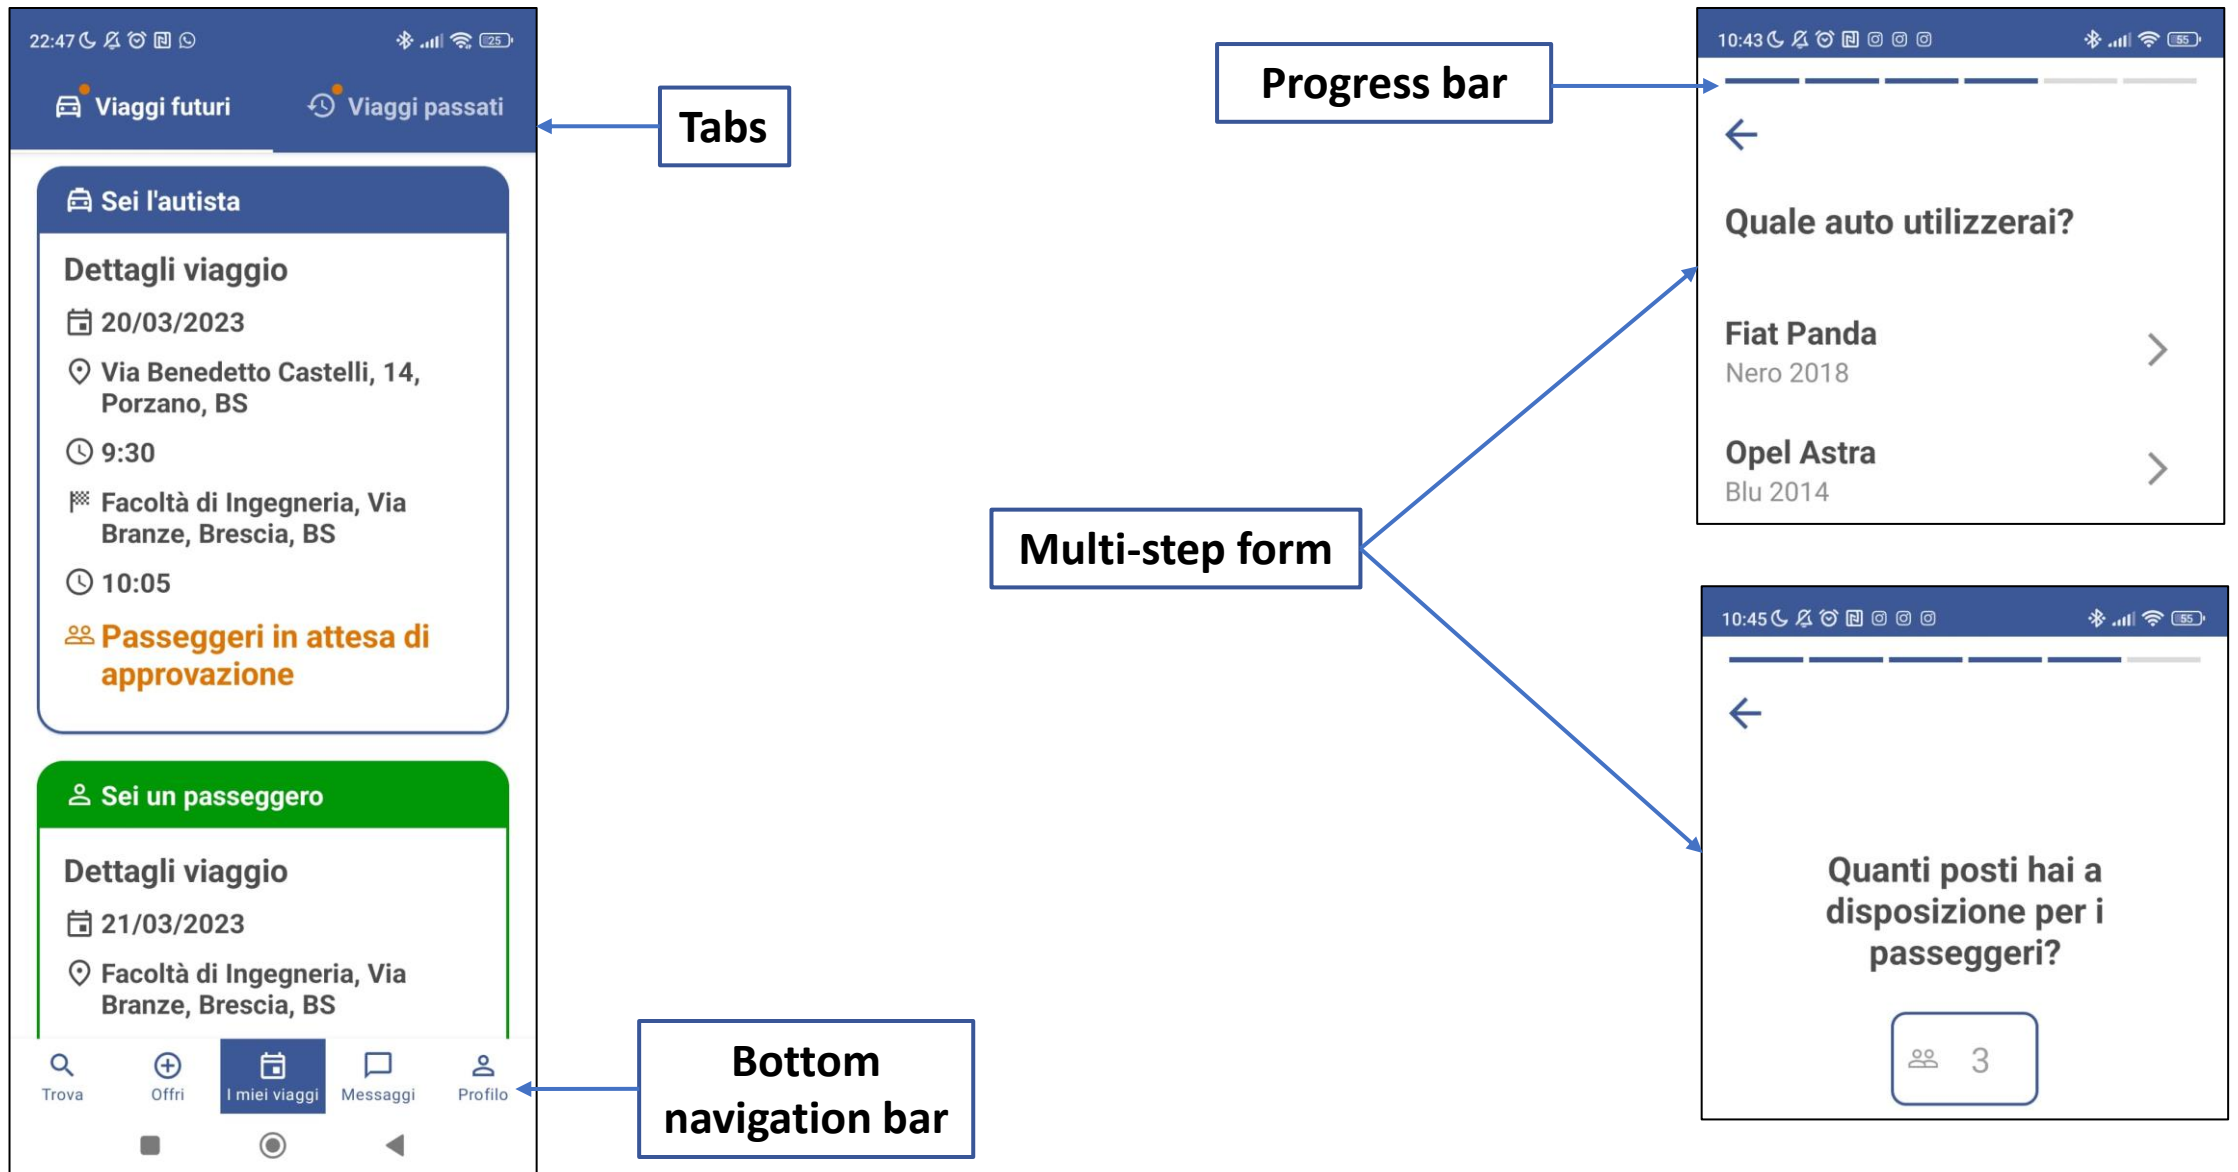 22:47
25
Viaggi futuri
Viaggi passati
Sei l'autista
Dettagli viaggio
20/03/2023
Via Benedetto Castelli, 14,
Porzano, BS
9:30
Facoltà di Ingegneria, Via
Branze, Brescia, BS
10:05
Passeggeri in attesa di
approvazione
Sei un passeggero
Dettagli viaggio
21/03/2023
Facoltà di Ingegneria, Via
Branze, Brescia, BS
Trova
Offri
I miei viaggi
Messaggi
Profilo
Tabs
Bottom
navigation bar
Progress bar
Multi-step form
10:43
55
Quale auto utilizzerai?
Fiat Panda
Nero 2018
Opel Astra
Blu 2014
10:45
55
Quanti posti hai a
disposizione per i
passeggeri?
3